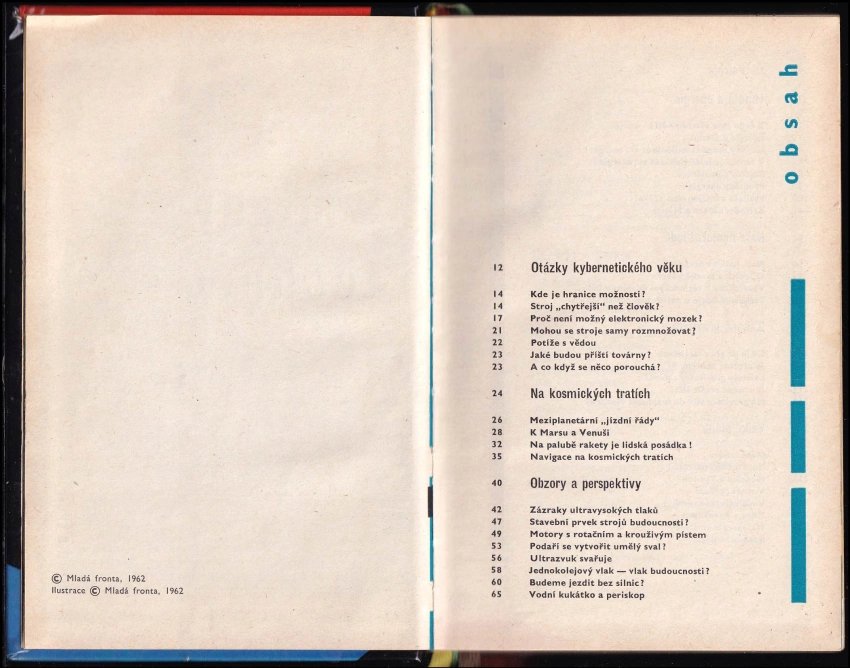 © Mladá fronta, 1962
Ilustrace © Mladá fronta, 1962
obsah
12 Otázky kybernetického věku
14 Kde je hranice možností?
14 Stroj „chytřejší“ než člověk?
17 Proč není možný elektronický mozek?
21 Mohou se stroje samy rozmnožovat?
22 Potíže s vědou
23 Jaké budou příští továrny?
23 A co když se něco porouchá?
24 Na kosmických tratích
26 Meziplanetární „jízdní řády“
28 K Marsu a Venuši
32 Na palubě rakety je lidská posádka!
35 Navigace na kosmických tratích
40 Obzory a perspektivy
42 Zázraky ultravysokých tlaků
47 Stavební prvek strojů budoucnosti?
49 Motory s rotačním a krouživým pístem
53 Podaří se vytvořit umělý sval?
56 Ultrazvuk svařuje
58 Jednokolejový vlak — vlak budoucnosti?
60 Budeme jezdit bez silnic?
65 Vodní kukátko a periskop